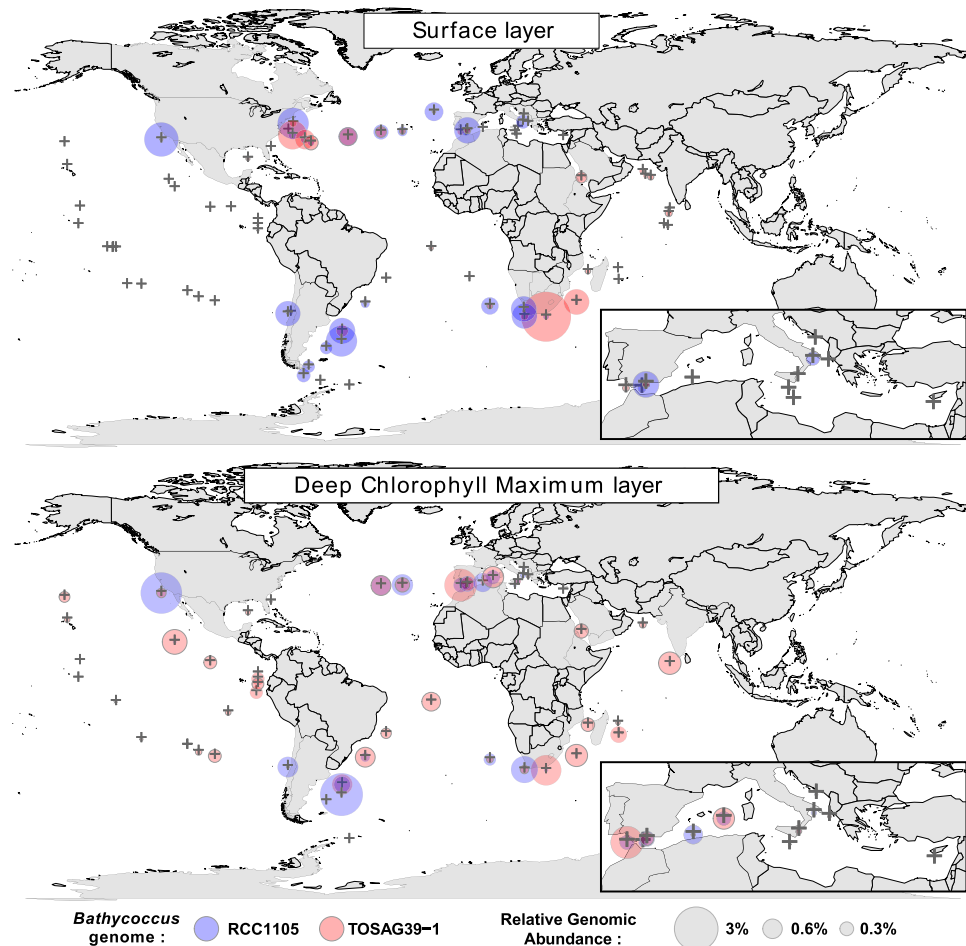 Surface layer
Deep Chlorophyll Maximum layer
Bathycoccus genome :
RCC1105
TOSAG39−1
Relative Genomic Abundance :
3%
0.6%
0.3%